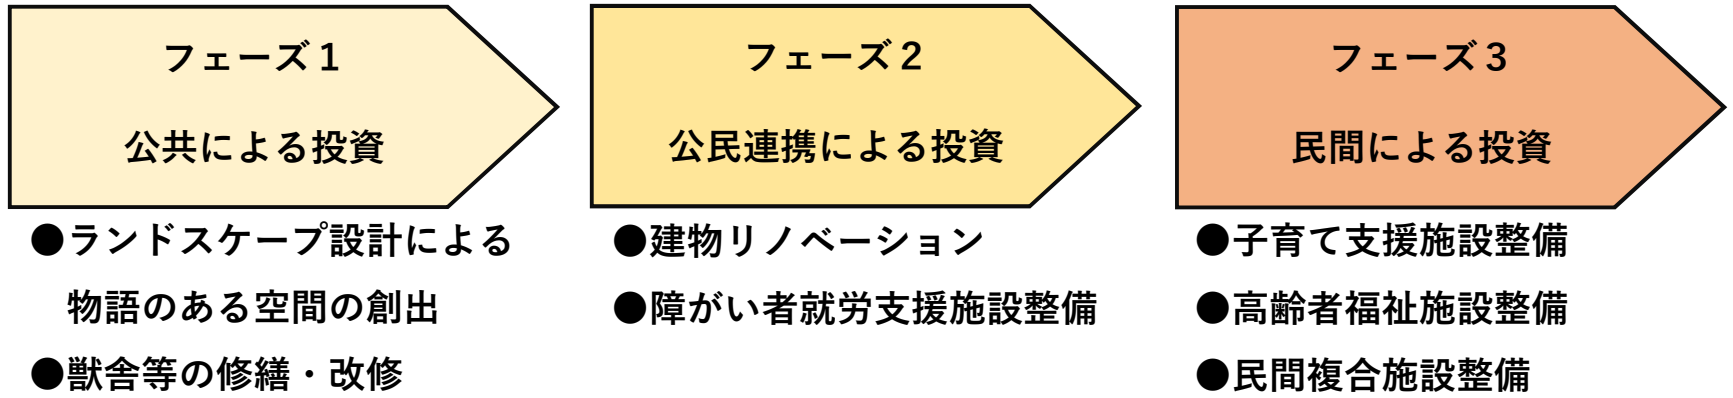 フェーズ１
公共による投資
●ランドスケープ設計による
物語のある空間の創出
●獣舎等の修繕・改修
フェーズ２
公民連携による投資
●建物リノベーション
●障がい者就労支援施設整備
フェーズ３
民間による投資
●子育て支援施設整備
●高齢者福祉施設整備
●民間複合施設整備